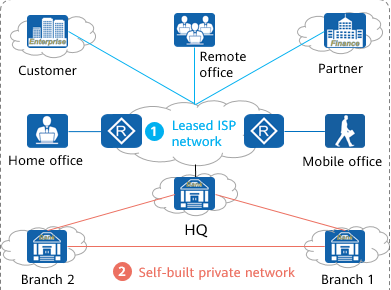 Enterprise
Finance
Customer
Remote
office
Partner
R
1
Leased ISP
network
R
Home office
Mobile office
HQ
Branch 2
2
Self-built private network
Branch 1